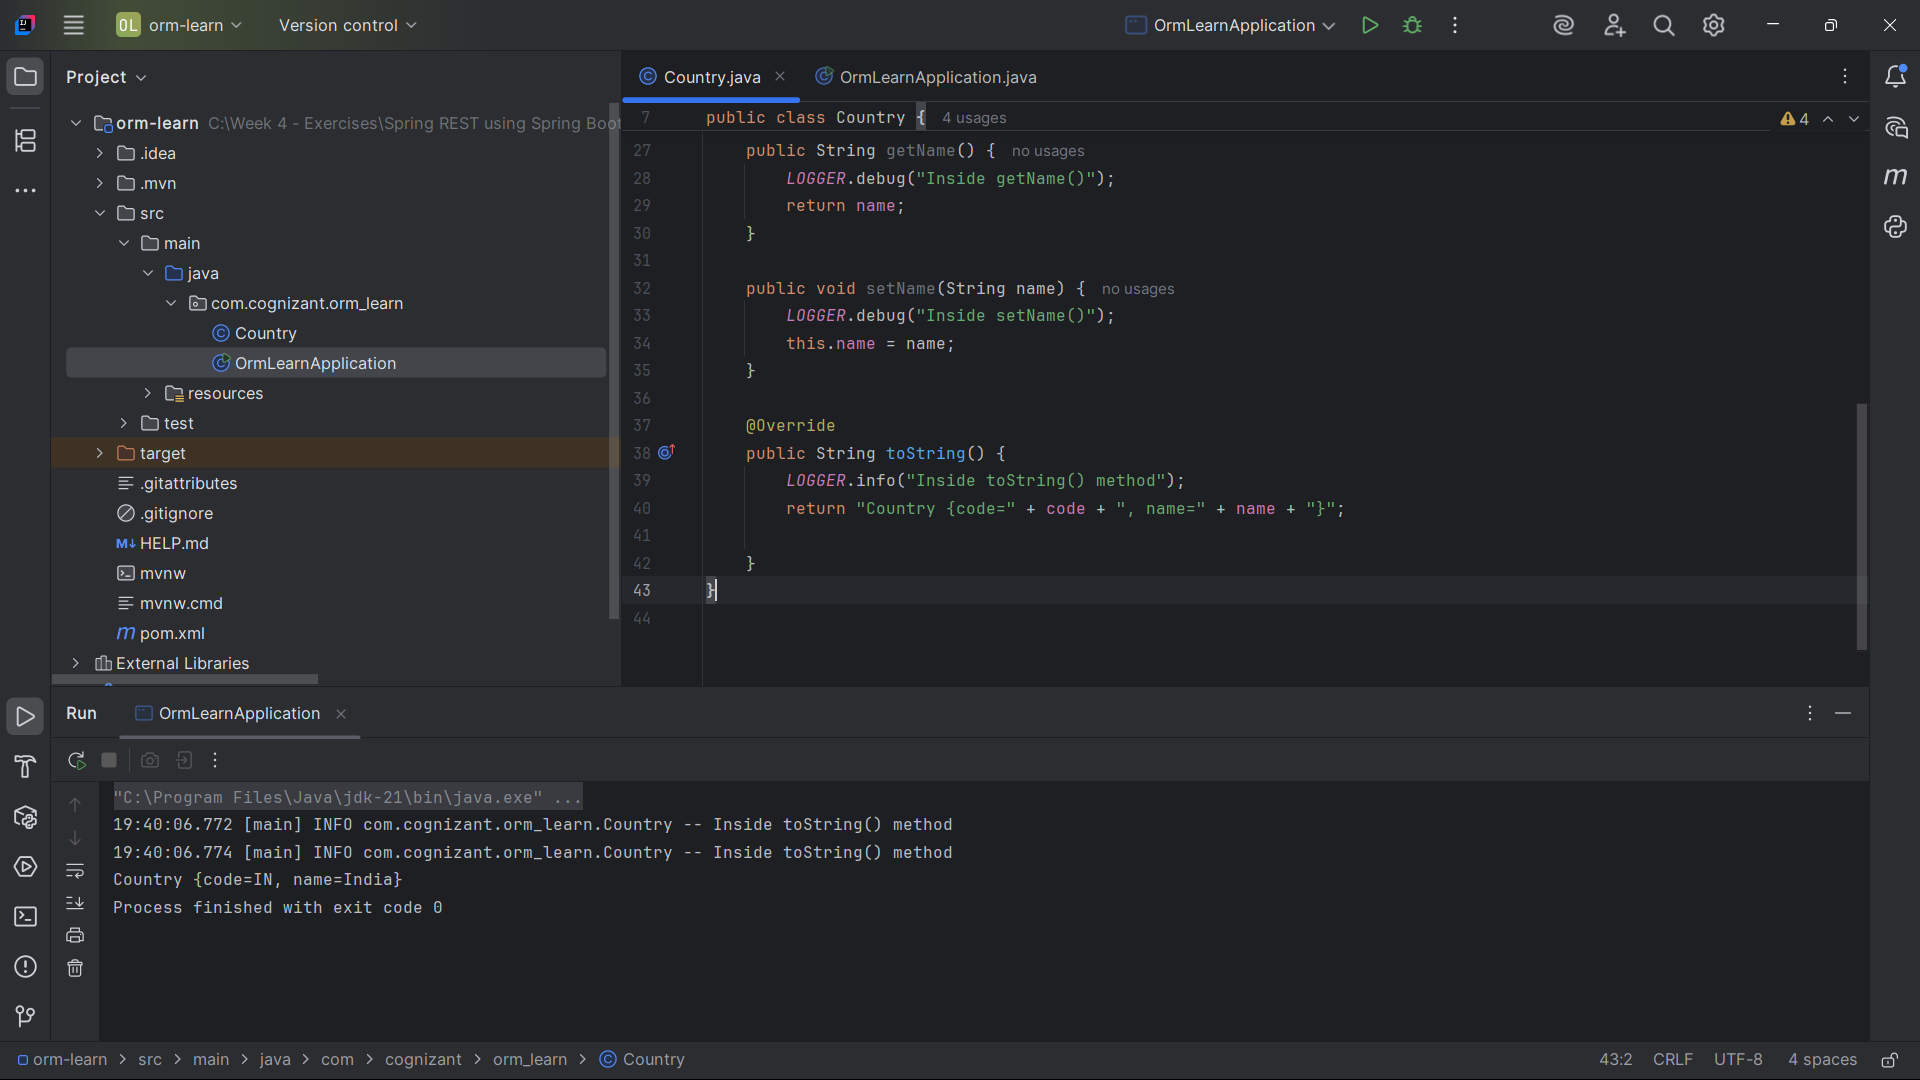 OL orm-learn Version control OrmLearnApplication
Project
orm-learn C:\Week 4 - Exercises\Spring REST using Spring Boot
.idea
.mvn
src
main
java
com.cognizant.orm_learn
Country
OrmLearnApplication
resources
test
target
.gitattributes
.gitignore
M↓ HELP.md
mvnw
mvnw.cmd
m pom.xml
External Libraries
Country.java OrmLearnApplication.java
7 public class Country { 4 usages 4
27 public String getName() { no usages
28 LOGGER.debug("Inside getName()");
29 return name;
30 }
31
32 public void setName(String name) { no usages
33 LOGGER.debug("Inside setName()");
34 this.name = name;
35 }
36
37 @Override
38 public String toString() {
39 LOGGER.info("Inside toString() method");
40 return "Country {code=" + code + ", name=" + name + "}";
41
42 }
43 }
44
m
Run OrmLearnApplication
"C:\Program Files\Java\jdk-21\bin\java.exe" ...
19:40:06.772 [main] INFO com.cognizant.orm_learn.Country -- Inside toString() method
19:40:06.774 [main] INFO com.cognizant.orm_learn.Country -- Inside toString() method
Country {code=IN, name=India}
Process finished with exit code 0
orm-learn > src > main > java > com > cognizant > orm_learn > Country 43:2 CRLF UTF-8 4 spaces